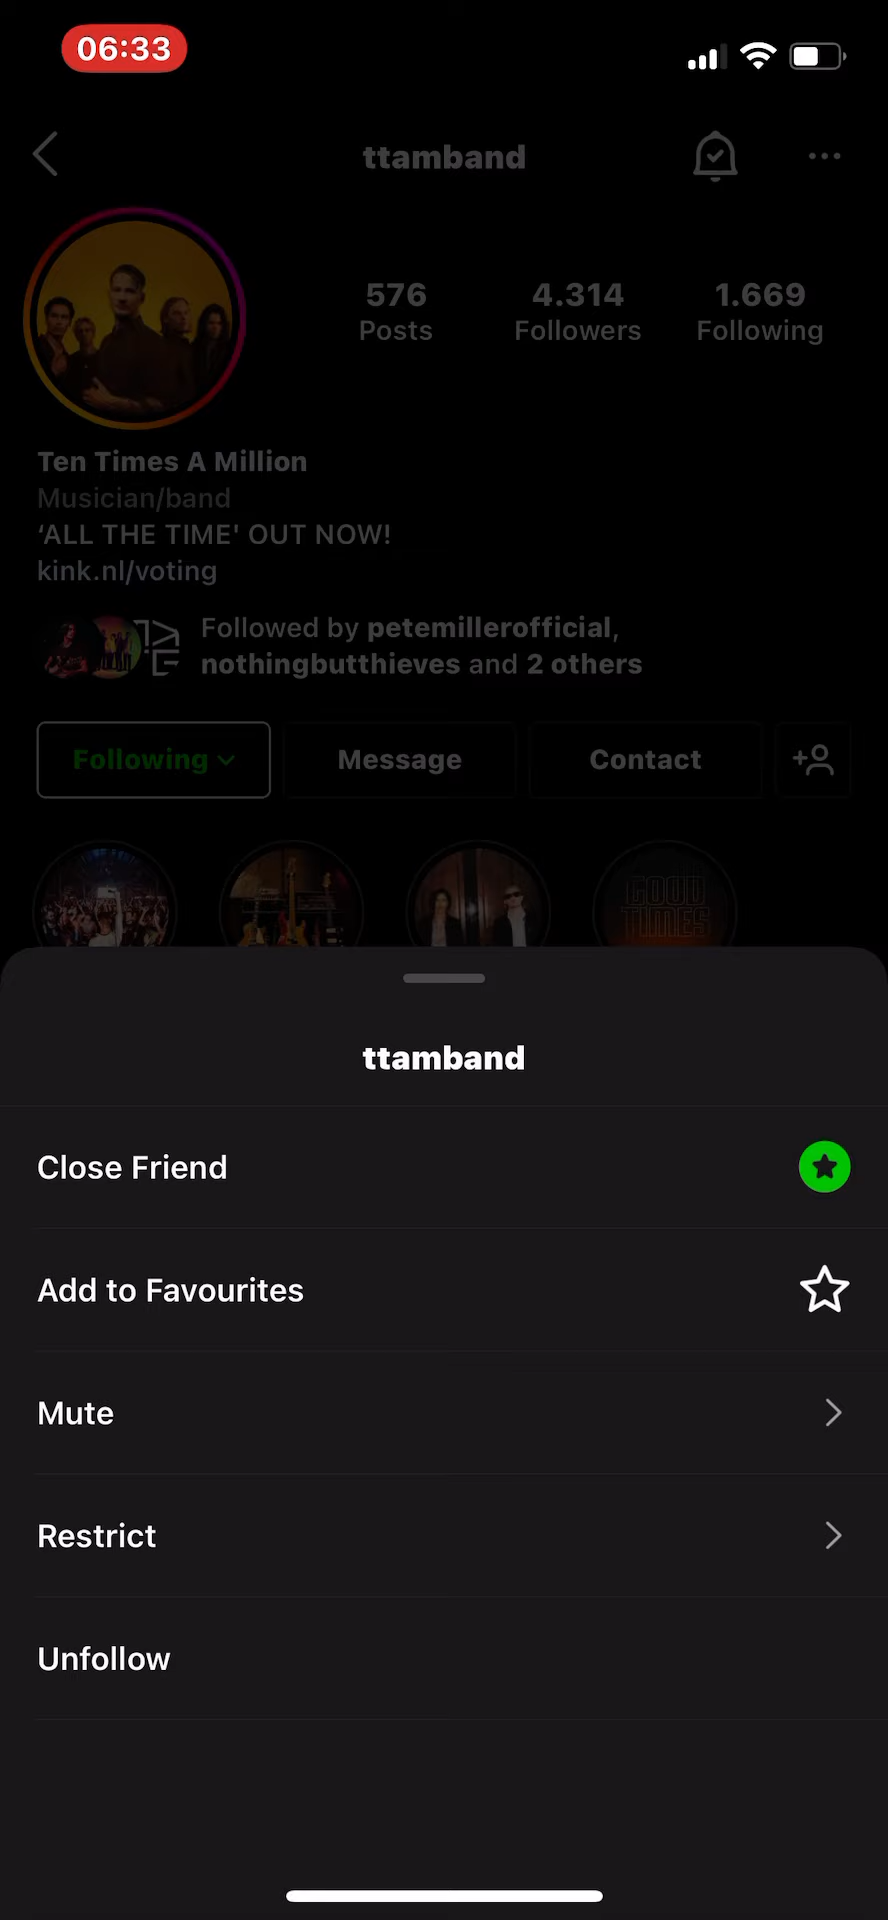 06:33
ttamband
576
4.314
1.669
Posts
Followers
Following
Ten Times A Million
Musician/band
‘ALL THE TIME' OUT NOW!
kink.nl/voting
Followed by petemillerofficial,
nothingbutthieves and 2 others
Following
Message
Contact
GOOD
TIMES
ttamband
Close Friend
Add to Favourites
Mute
Restrict
Unfollow